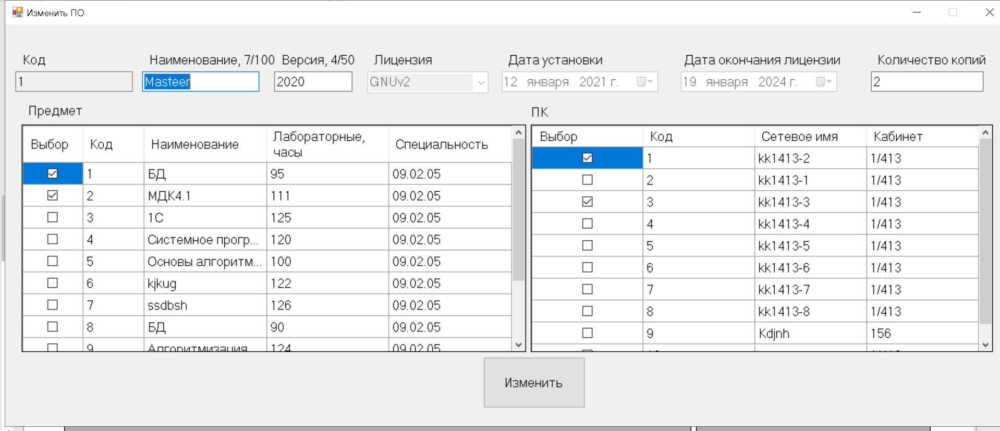 Изменить ПО
Код Наименование, 7/100 Версия, 4/50 Лицензия Дата установки Дата окончания лицензии Количество копий
1 Masteer 2020 GNUv2 12 января 2021 г. 19 января 2024 г. 2
Предмет
Выбор Код Наименование Лабораторные, часы Специальность
1 БД 95 09.02.05
2 МДК4.1 111 09.02.05
3 1С 125 09.02.05
4 Системное прогр... 120 09.02.05
5 Основы алгоритм... 100 09.02.05
6 kjkug 122 09.02.05
7 ssdbsh 126 09.02.05
8 БД 90 09.02.05
9 Алгоритмизация 124 09.02.05
ПК
Выбор Код Сетевое имя Кабинет
1 kk1413-2 1/413
2 kk1413-1 1/413
3 kk1413-3 1/413
4 kk1413-4 1/413
5 kk1413-5 1/413
6 kk1413-6 1/413
7 kk1413-7 1/413
8 kk1413-8 1/413
9 Kdjnh 156
Изменить